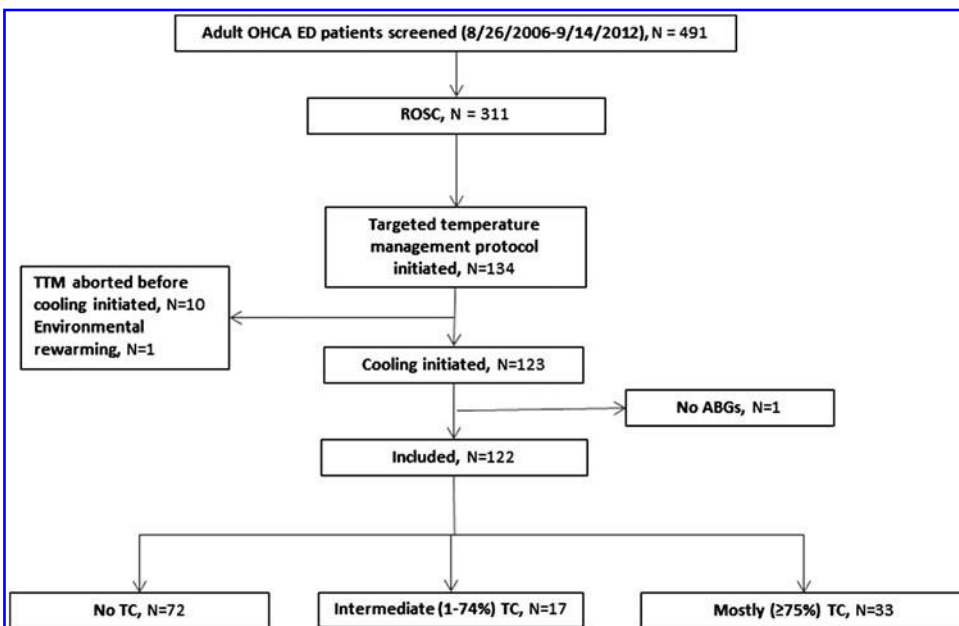 Adult OHCA ED patients screened (8/26/2006-9/14/2012), N = 491
ROSC, N = 311
Targeted temperature
management protocol
initiated, N=134
TTM aborted before
cooling initiated, N=10
Environmental
rewarming, N=1
Cooling initiated, N=123
No ABGs, N=1
Included, N=122
No TC, N=72
Intermediate (1-74%) TC, N=17
Mostly (≥75%) TC, N=33